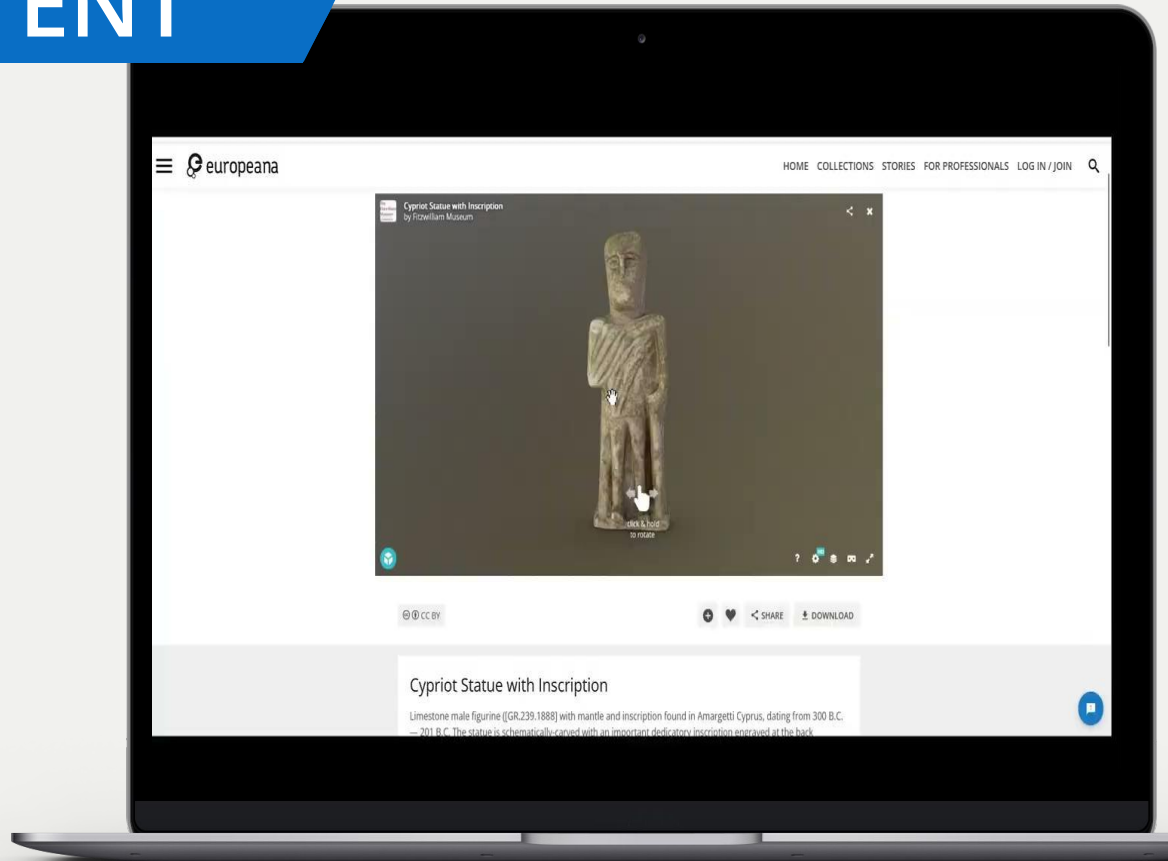 ENT
europeana
HOME COLLECTIONS STORIES FOR PROFESSIONALS LOG IN / JOIN
Cypriot Statue with Inscription
by Fitzwilliam Museum
click & hold
to rotate
?
HD
CC BY
SHARE
DOWNLOAD
Cypriot Statue with Inscription
Limestone male figurine ([GR.239.1888] with mantle and inscription found in Amargetti Cyprus, dating from 300 B.C.
— 201 B.C. The statue is schematically-carved with an important dedicatory inscription engraved at the back